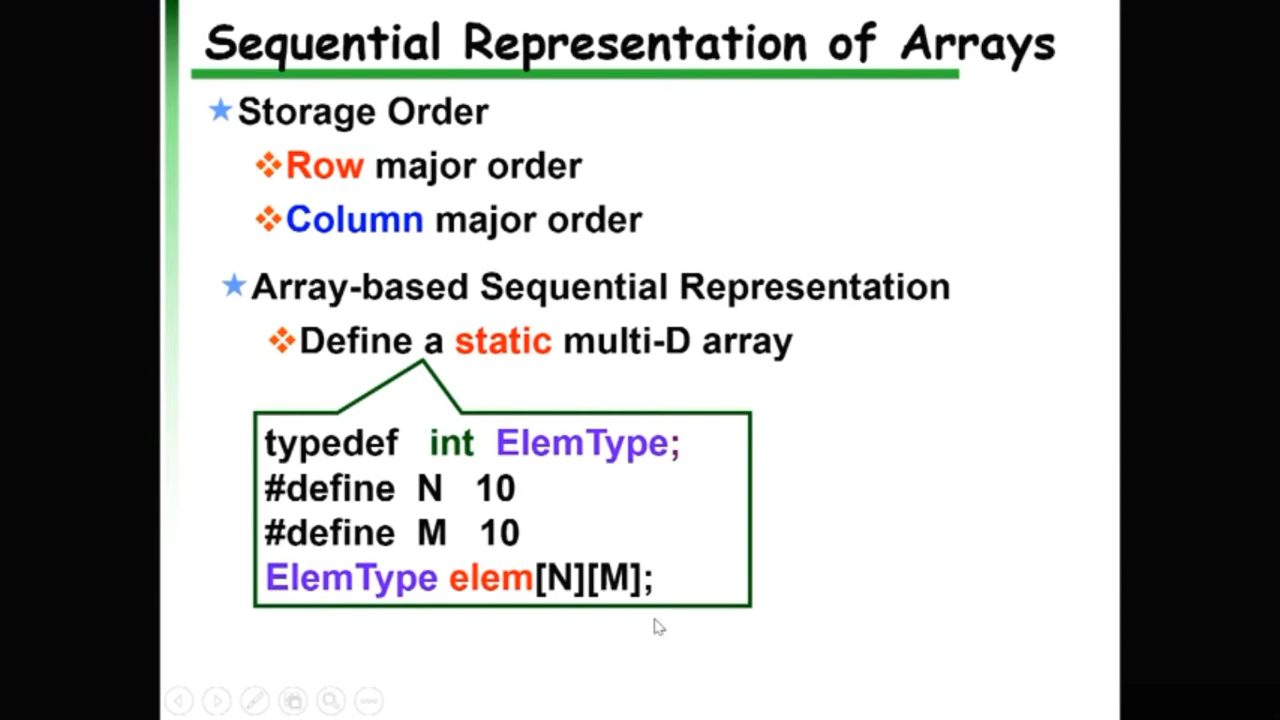 Sequential Representation of Arrays
Storage Order
Row major order
Column major order
Array-based Sequential Representation
Define a static multi-D array
typedef int ElemType;
#define N 10
#define M 10
ElemType elem[N][M];